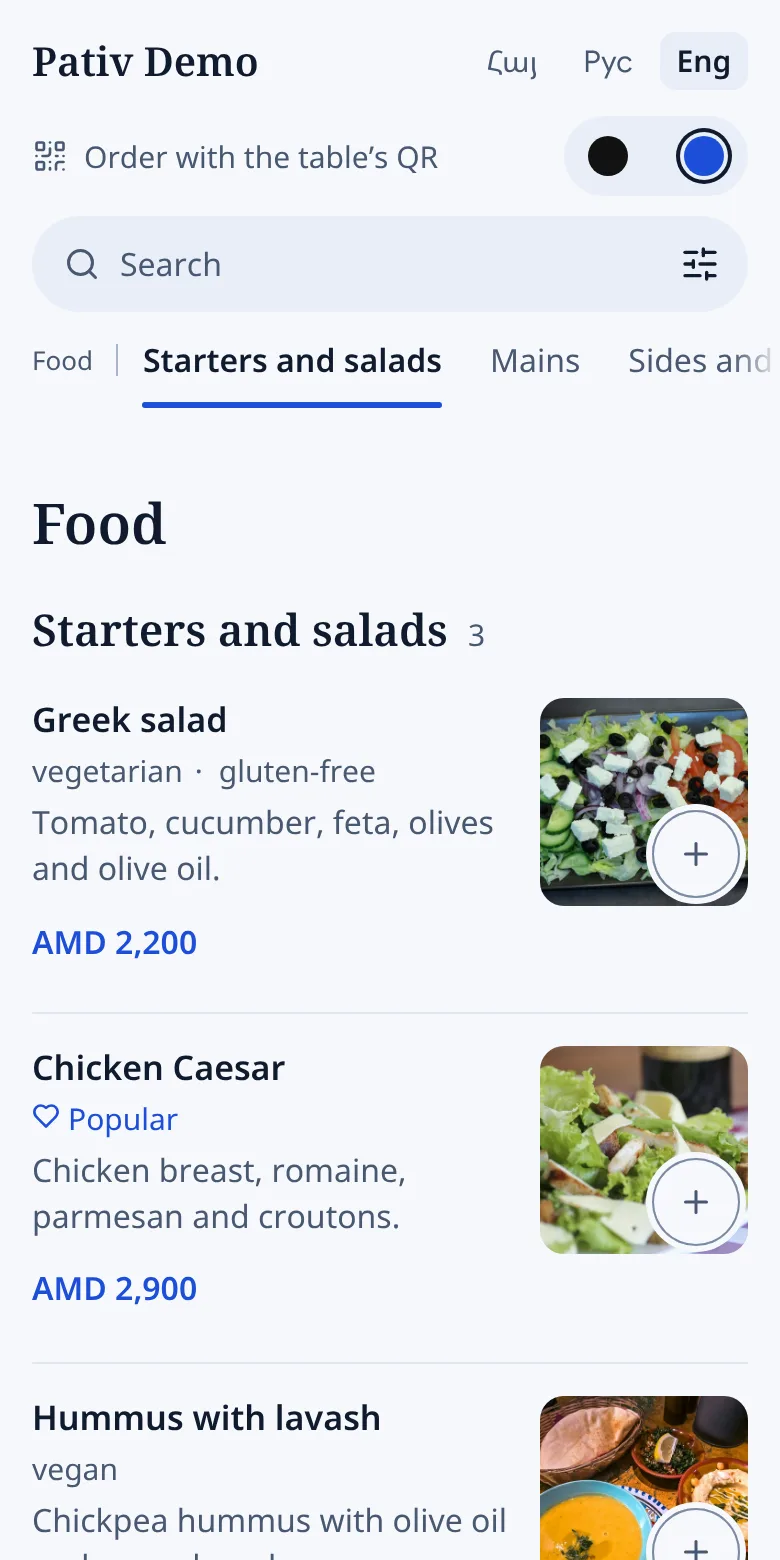 Pativ Demo
Հայ Рус Eng
Order with the table’s QR
Search
Food Starters and salads Mains Sides and
Food
Starters and salads 3
Greek salad
vegetarian · gluten-free
Tomato, cucumber, feta, olives
and olive oil.
AMD 2,200
Chicken Caesar
Popular
Chicken breast, romaine,
parmesan and croutons.
AMD 2,900
Hummus with lavash
vegan
Chickpea hummus with olive oil